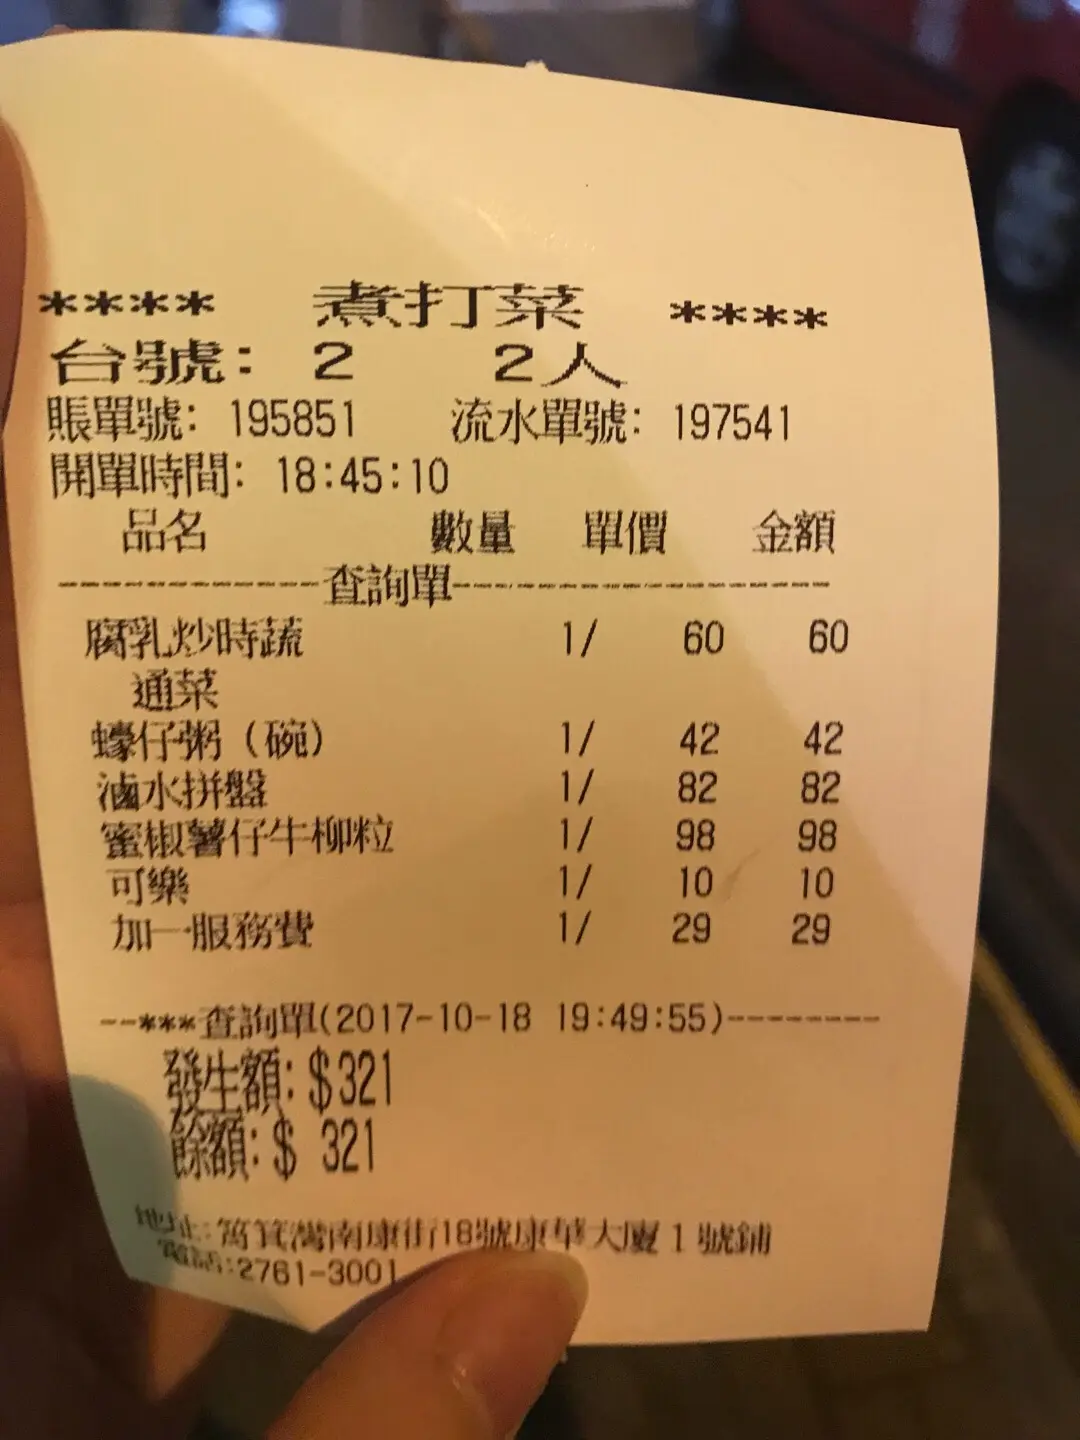 **** 煮打菜 ****
台號: 2 2人
賬單號: 195851 流水單號: 197541
開單時間: 18:45:10
品名 數量 單價 金額
--------------查詢單--------------------
腐乳炒時蔬 1/ 60 60
通菜
蠔仔粥（碗） 1/ 42 42
滷水拼盤 1/ 82 82
蜜椒薯仔牛柳粒 1/ 98 98
可樂 1/ 10 10
加一服務費 1/ 29 29
--***查詢單(2017-10-18 19:49:55)--------
發生額: $321
餘額: $ 321
地址:筲箕灣南康街18號康華大廈1號鋪
電話:2761-3001